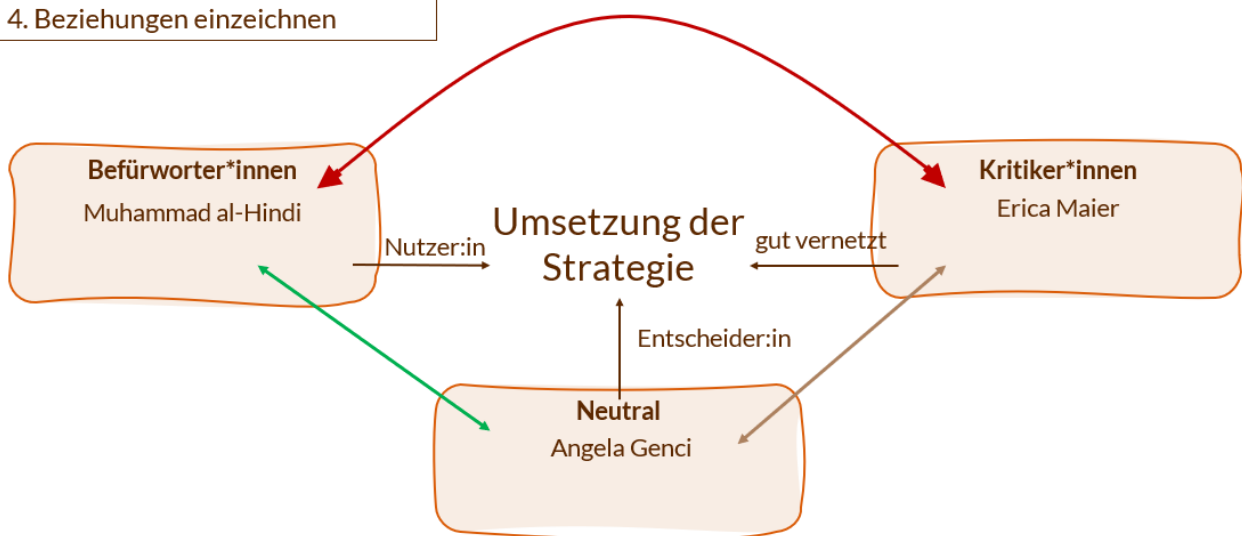 4. Beziehungen einzeichnen
Befürworter*innen
Muhammad al-Hindi
Kritiker*innen
Erica Maier
Nutzer:in
Umsetzung der
Strategie
gut vernetzt
Entscheider:in
Neutral
Angela Genci